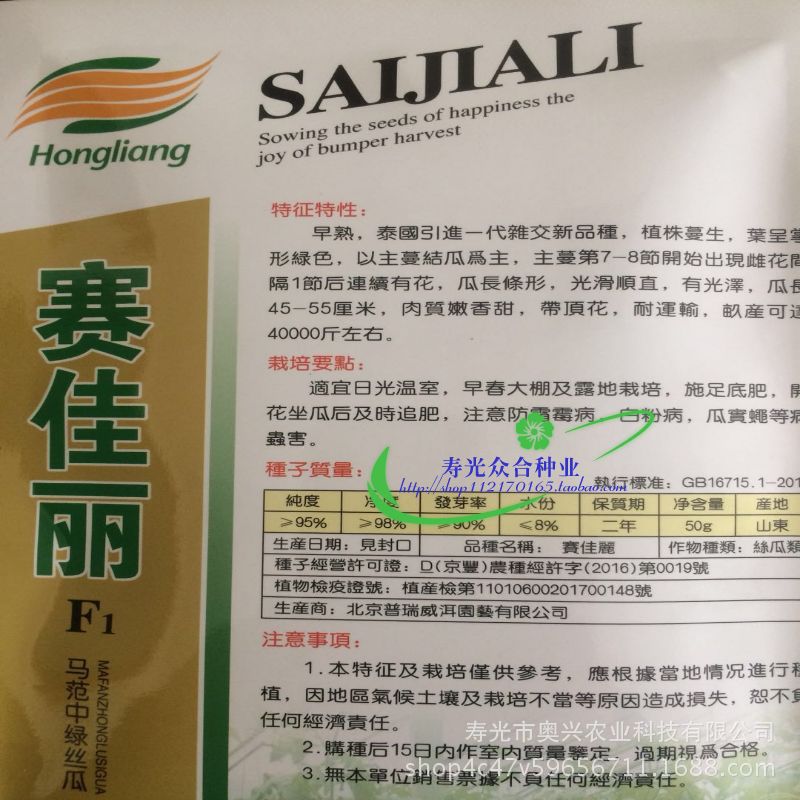 Hongliang
SAIJIALI
Sowing the seeds of happiness the
joy of bumper harvest
赛佳丽
F1
马范中绿丝瓜
MAFANZHONGLUSIGUA
特征特性：
早熟，泰國引進一代雜交新品種，植株蔓生，葉呈掌
形綠色，以主蔓結瓜爲主，主蔓第7-8節開始出現雌花間
隔1節后連續有花，瓜長條形，光滑順直，有光澤，瓜長
45-55厘米，肉質嫩香甜，帶頂花，耐運輸，畝産可達
40000斤左右。
栽培要點：
適宜日光温室，早春大棚及露地栽培，施足底肥，開
花坐瓜后及時追肥，注意防霜霉病，白粉病，瓜實蠅等病
蟲害。
寿光众合种业
http://shop112170165.taobao.com
種子質量：
執行標准：GB16715.1-201
純度 净度 發芽率 水份 保質期 净含量 産地
≥95% ≥98% ≥90% ≤8% 二年 50g 山東
生産日期：見封口 品種名稱：賽佳麗 作物種類：絲瓜類
種子經營許可證：D(京豐)農種經許字(2016)第0019號
植物檢疫證號：植産檢第11010600201700148號
生産商：北京普瑞威洱園藝有限公司
注意事項：
1.本特征及栽培僅供參考，應根據當地情况進行種
植，因地區氣候土壤及栽培不當等原因造成損失，恕不負
任何經濟責任。
2.購種后15日内作室内質量鑒定，過期視爲合格。
3.無本單位銷售票據不負任何經濟責任。
寿光市奥兴农业科技有限公司
shop4c47v59656711.1688.com